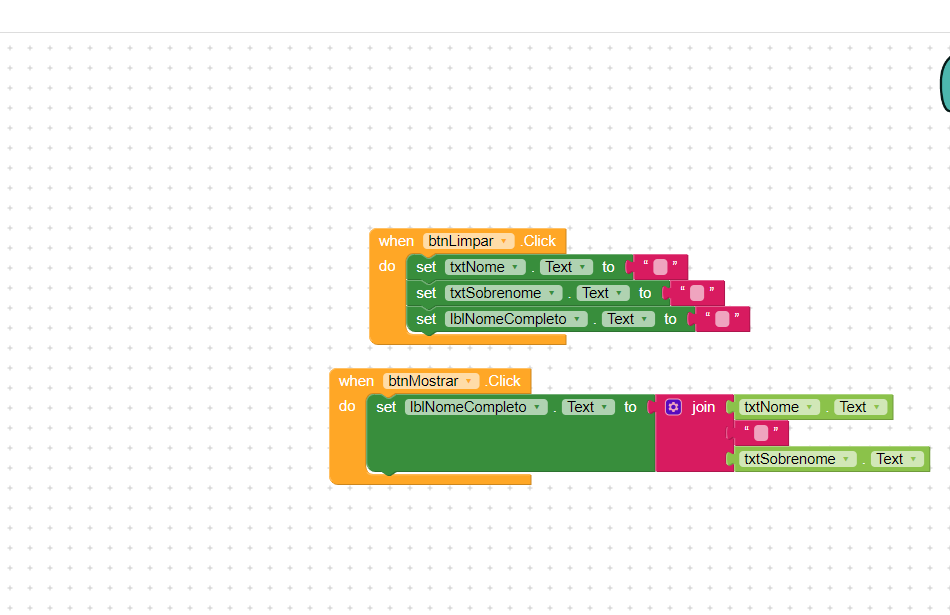 when btnLimpar .Click
do set txtNome . Text to “ ”
set txtSobrenome . Text to “ ”
set lblNomeCompleto . Text to “ ”
when btnMostrar .Click
do set lblNomeCompleto . Text to join txtNome . Text
“ ”
txtSobrenome . Text